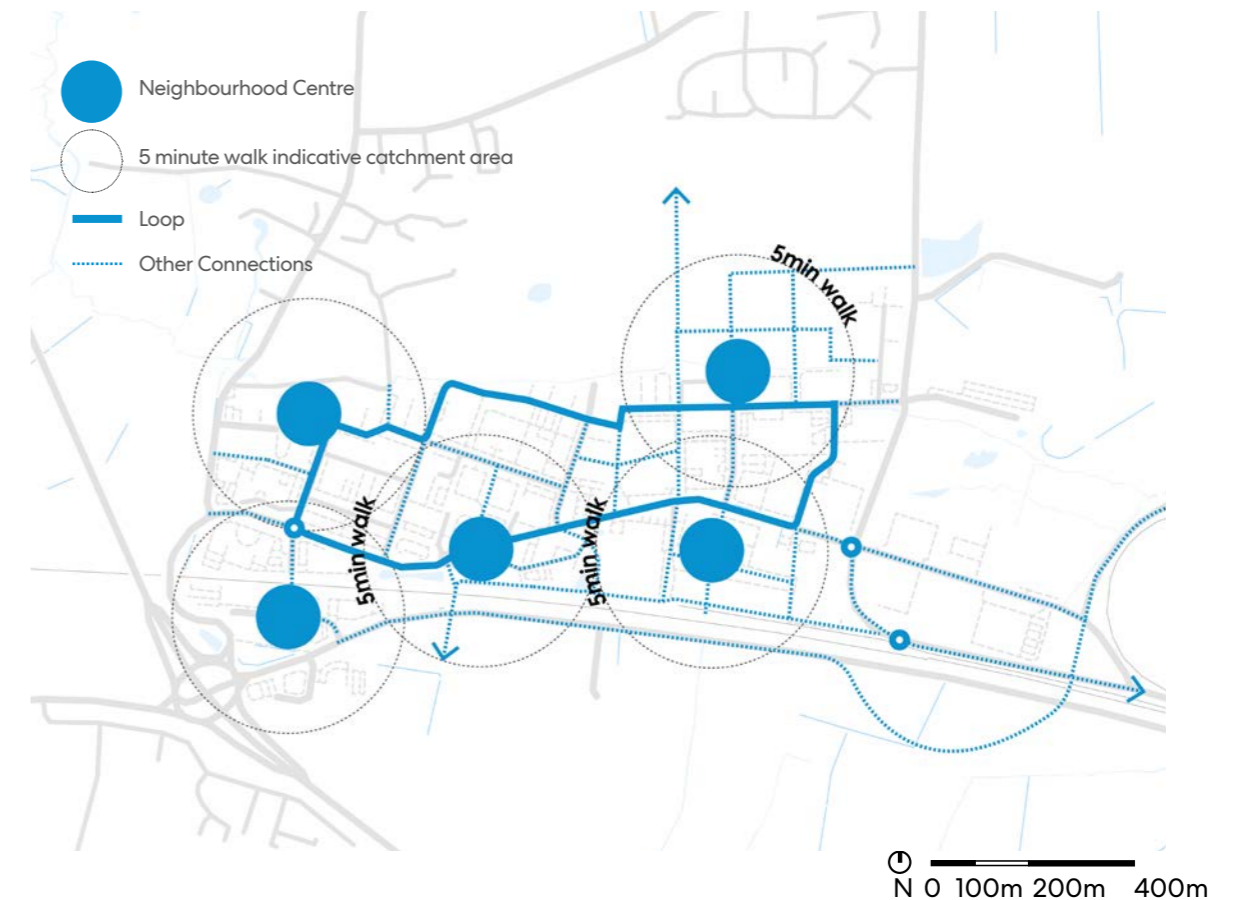 Neighbourhood Centre
5 minute walk indicative catchment area
Loop
Other Connections
5min walk
5min walk
5min walk
N 0 100m 200m 400m